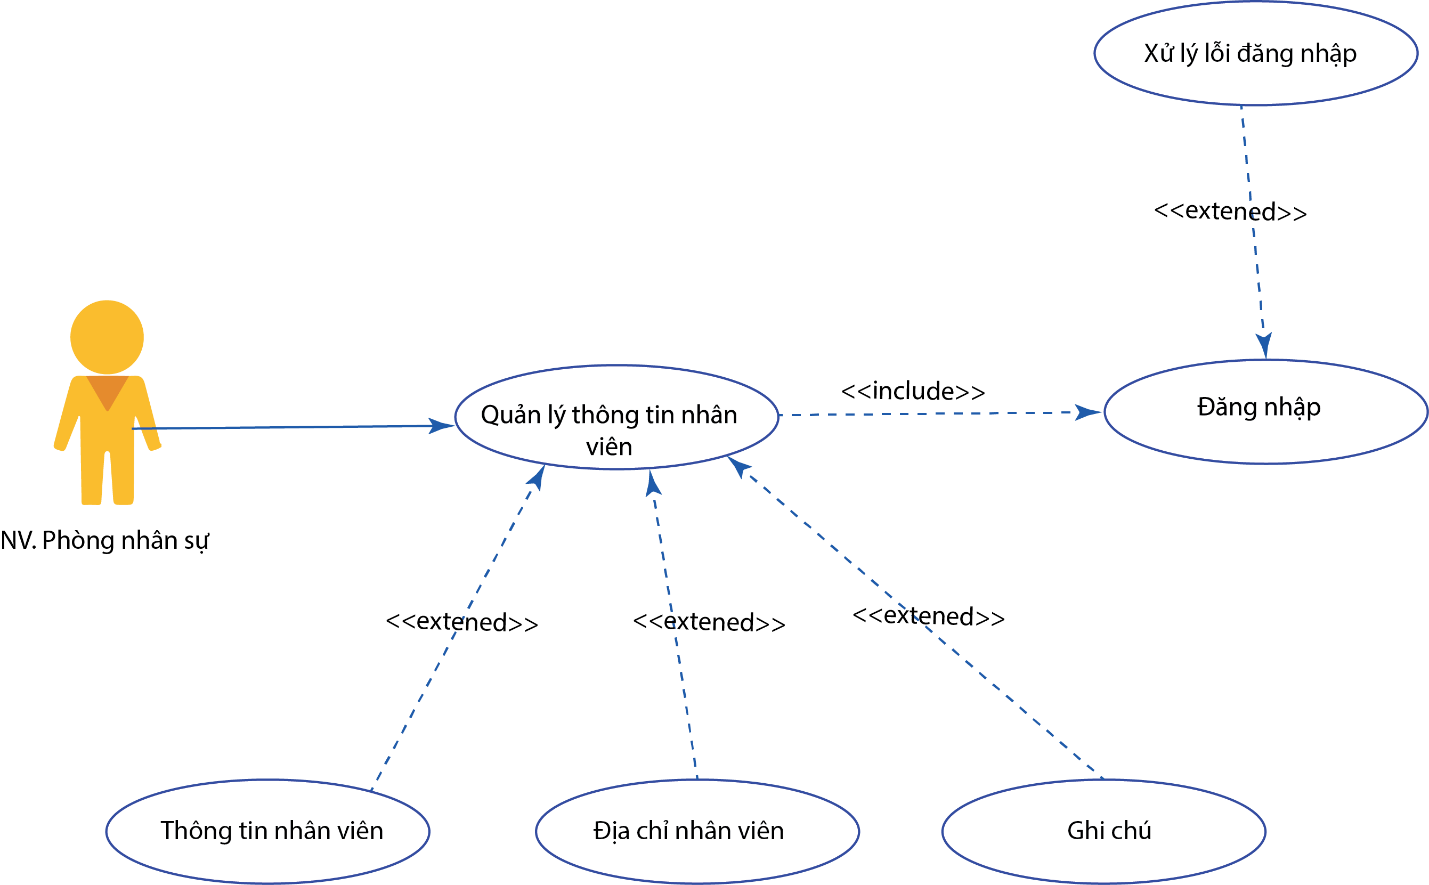 Xử lý lỗi đăng nhập
<<extened>>
<<include>>
Quản lý thông tin nhân
viên
Đăng nhập
NV. Phòng nhân sự
<<extened>>
<<extened>>
<<extened>>
Thông tin nhân viên
Địa chỉ nhân viên
Ghi chú